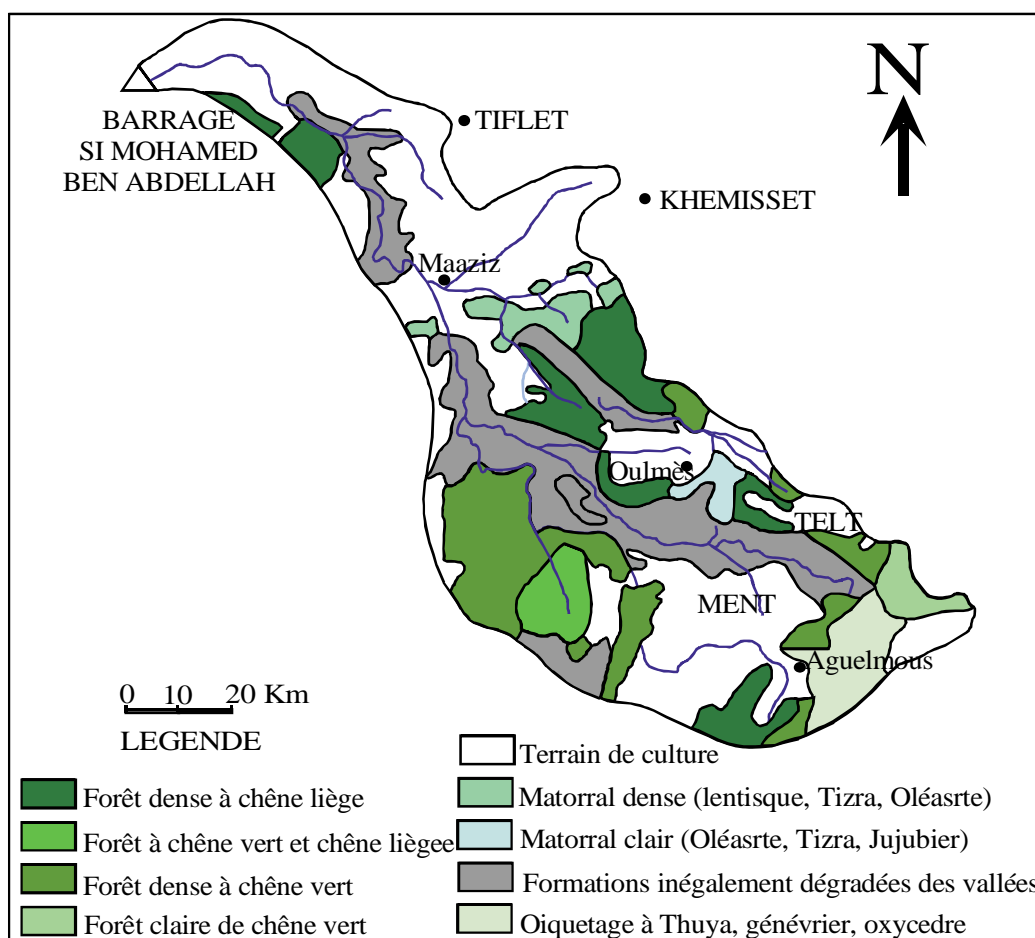 N
TIFLET
BARRAGE
SI MOHAMED
BEN ABDELLAH
KHEMISSET
Maaziz
Oulmès
TELT
MENT
Aguelmous
0 10 20 Km
LEGENDE
Terrain de culture
Forêt dense à chêne liège
Matorral dense (lentisque, Tizra, Oléasrte)
Forêt à chêne vert et chêne liègee
Matorral clair (Oléasrte, Tizra, Jujubier)
Forêt dense à chêne vert
Formations inégalement dégradées des vallées
Forêt claire de chêne vert
Oiquetage à Thuya, génévrier, oxycedre